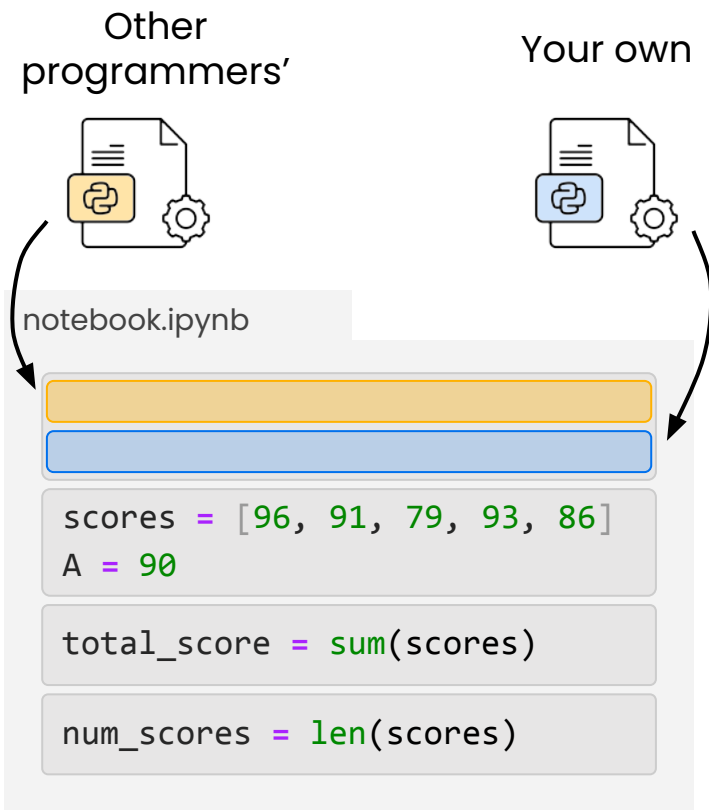 Other
programmers’
Your own
notebook.ipynb
scores = [96, 91, 79, 93, 86]
A = 90
total_score = sum(scores)
num_scores = len(scores)